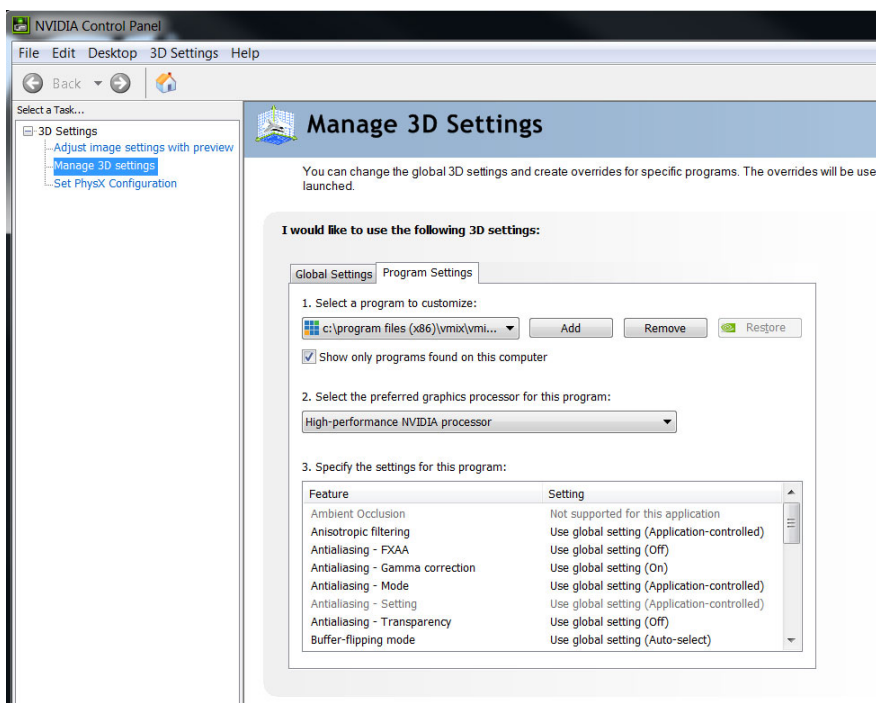 NVIDIA Control Panel
File Edit Desktop 3D Settings Help
Back
Select a Task...
3D Settings
Adjust image settings with preview
Manage 3D settings
Set PhysX Configuration
Manage 3D Settings
You can change the global 3D settings and create overrides for specific programs. The overrides will be use
launched.
I would like to use the following 3D settings:
Global Settings Program Settings
1. Select a program to customize:
c:\program files (x86)\vmix\vmi... Add Remove Restore
Show only programs found on this computer
2. Select the preferred graphics processor for this program:
High-performance NVIDIA processor
3. Specify the settings for this program:
Feature Setting
Ambient Occlusion Not supported for this application
Anisotropic filtering Use global setting (Application-controlled)
Antialiasing - FXAA Use global setting (Off)
Antialiasing - Gamma correction Use global setting (On)
Antialiasing - Mode Use global setting (Application-controlled)
Antialiasing - Setting Use global setting (Application-controlled)
Antialiasing - Transparency Use global setting (Off)
Buffer-flipping mode Use global setting (Auto-select)